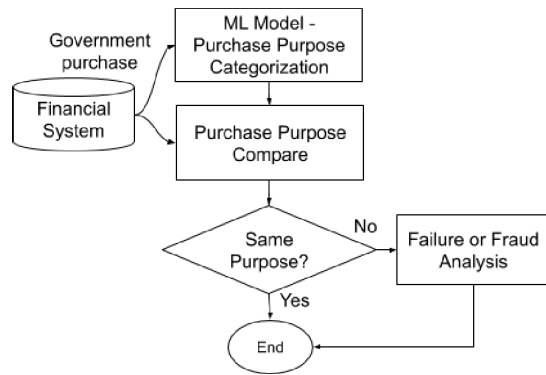 Government
purchase
Financial
System
ML Model -
Purchase Purpose
Categorization
Purchase Purpose
Compare
Same
Purpose?
No
Failure or Fraud
Analysis
Yes
End